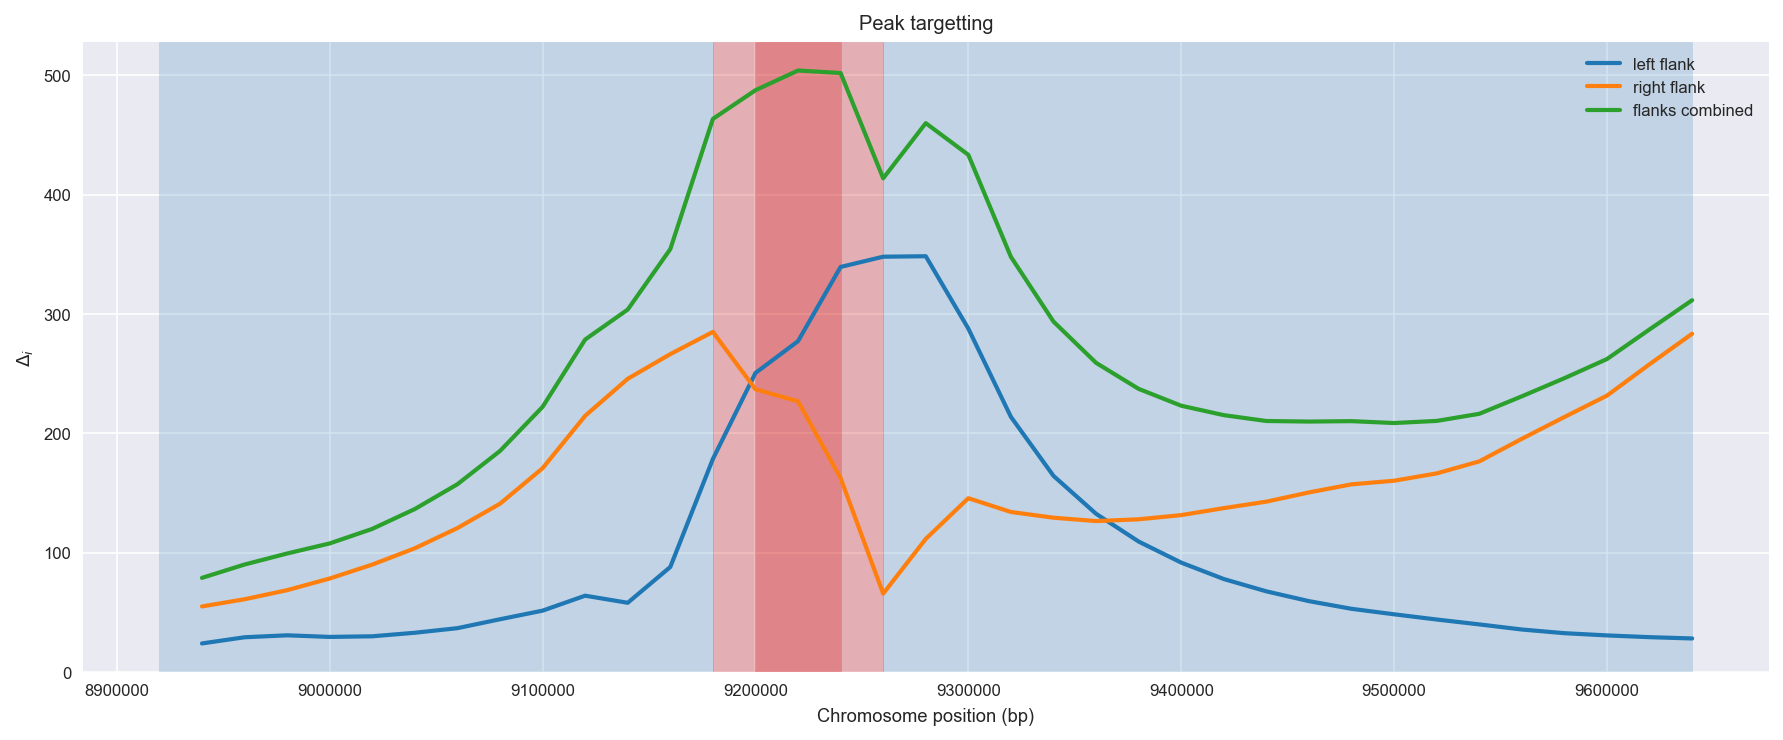 Peak targetting
500
400
300
200
100
0
Δi
left flank
right flank
flanks combined
8900000 9000000 9100000 9200000 9300000 9400000 9500000 9600000
Chromosome position (bp)